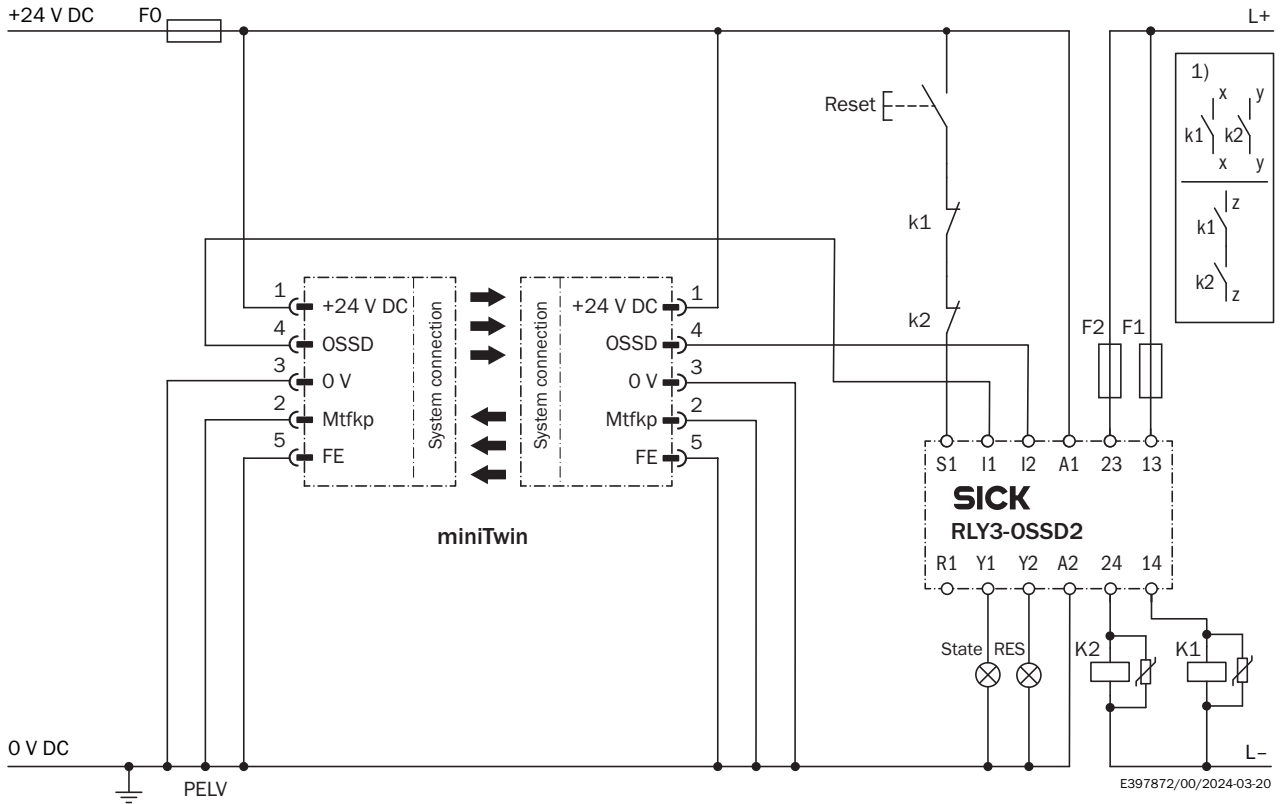 +24 V DC F0 L+
1)
x y
k1 k2
x y
Reset
z
k1
k2
z
k1
k2
F2 F1
1 +24 V DC +24 V DC 1
4 OSSD OSSD 4
3 0 V 0 V 3
2 Mtfkp Mtfkp 2
5 FE FE 5
System connection
System connection
miniTwin
S1 I1 I2 A1 23 13
SICK
RLY3-OSSD2
R1 Y1 Y2 A2 24 14
State RES K2 K1
0 V DC L–
PELV
E397872/00/2024-03-20